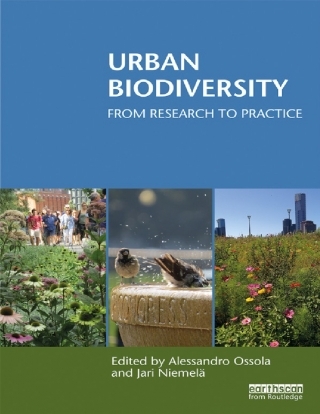 URBAN
BIODIVERSITY
FROM RESEARCH TO PRACTICE
Edited by Alessandro Ossola
and Jari Niemelä
earthscan
from Routledge